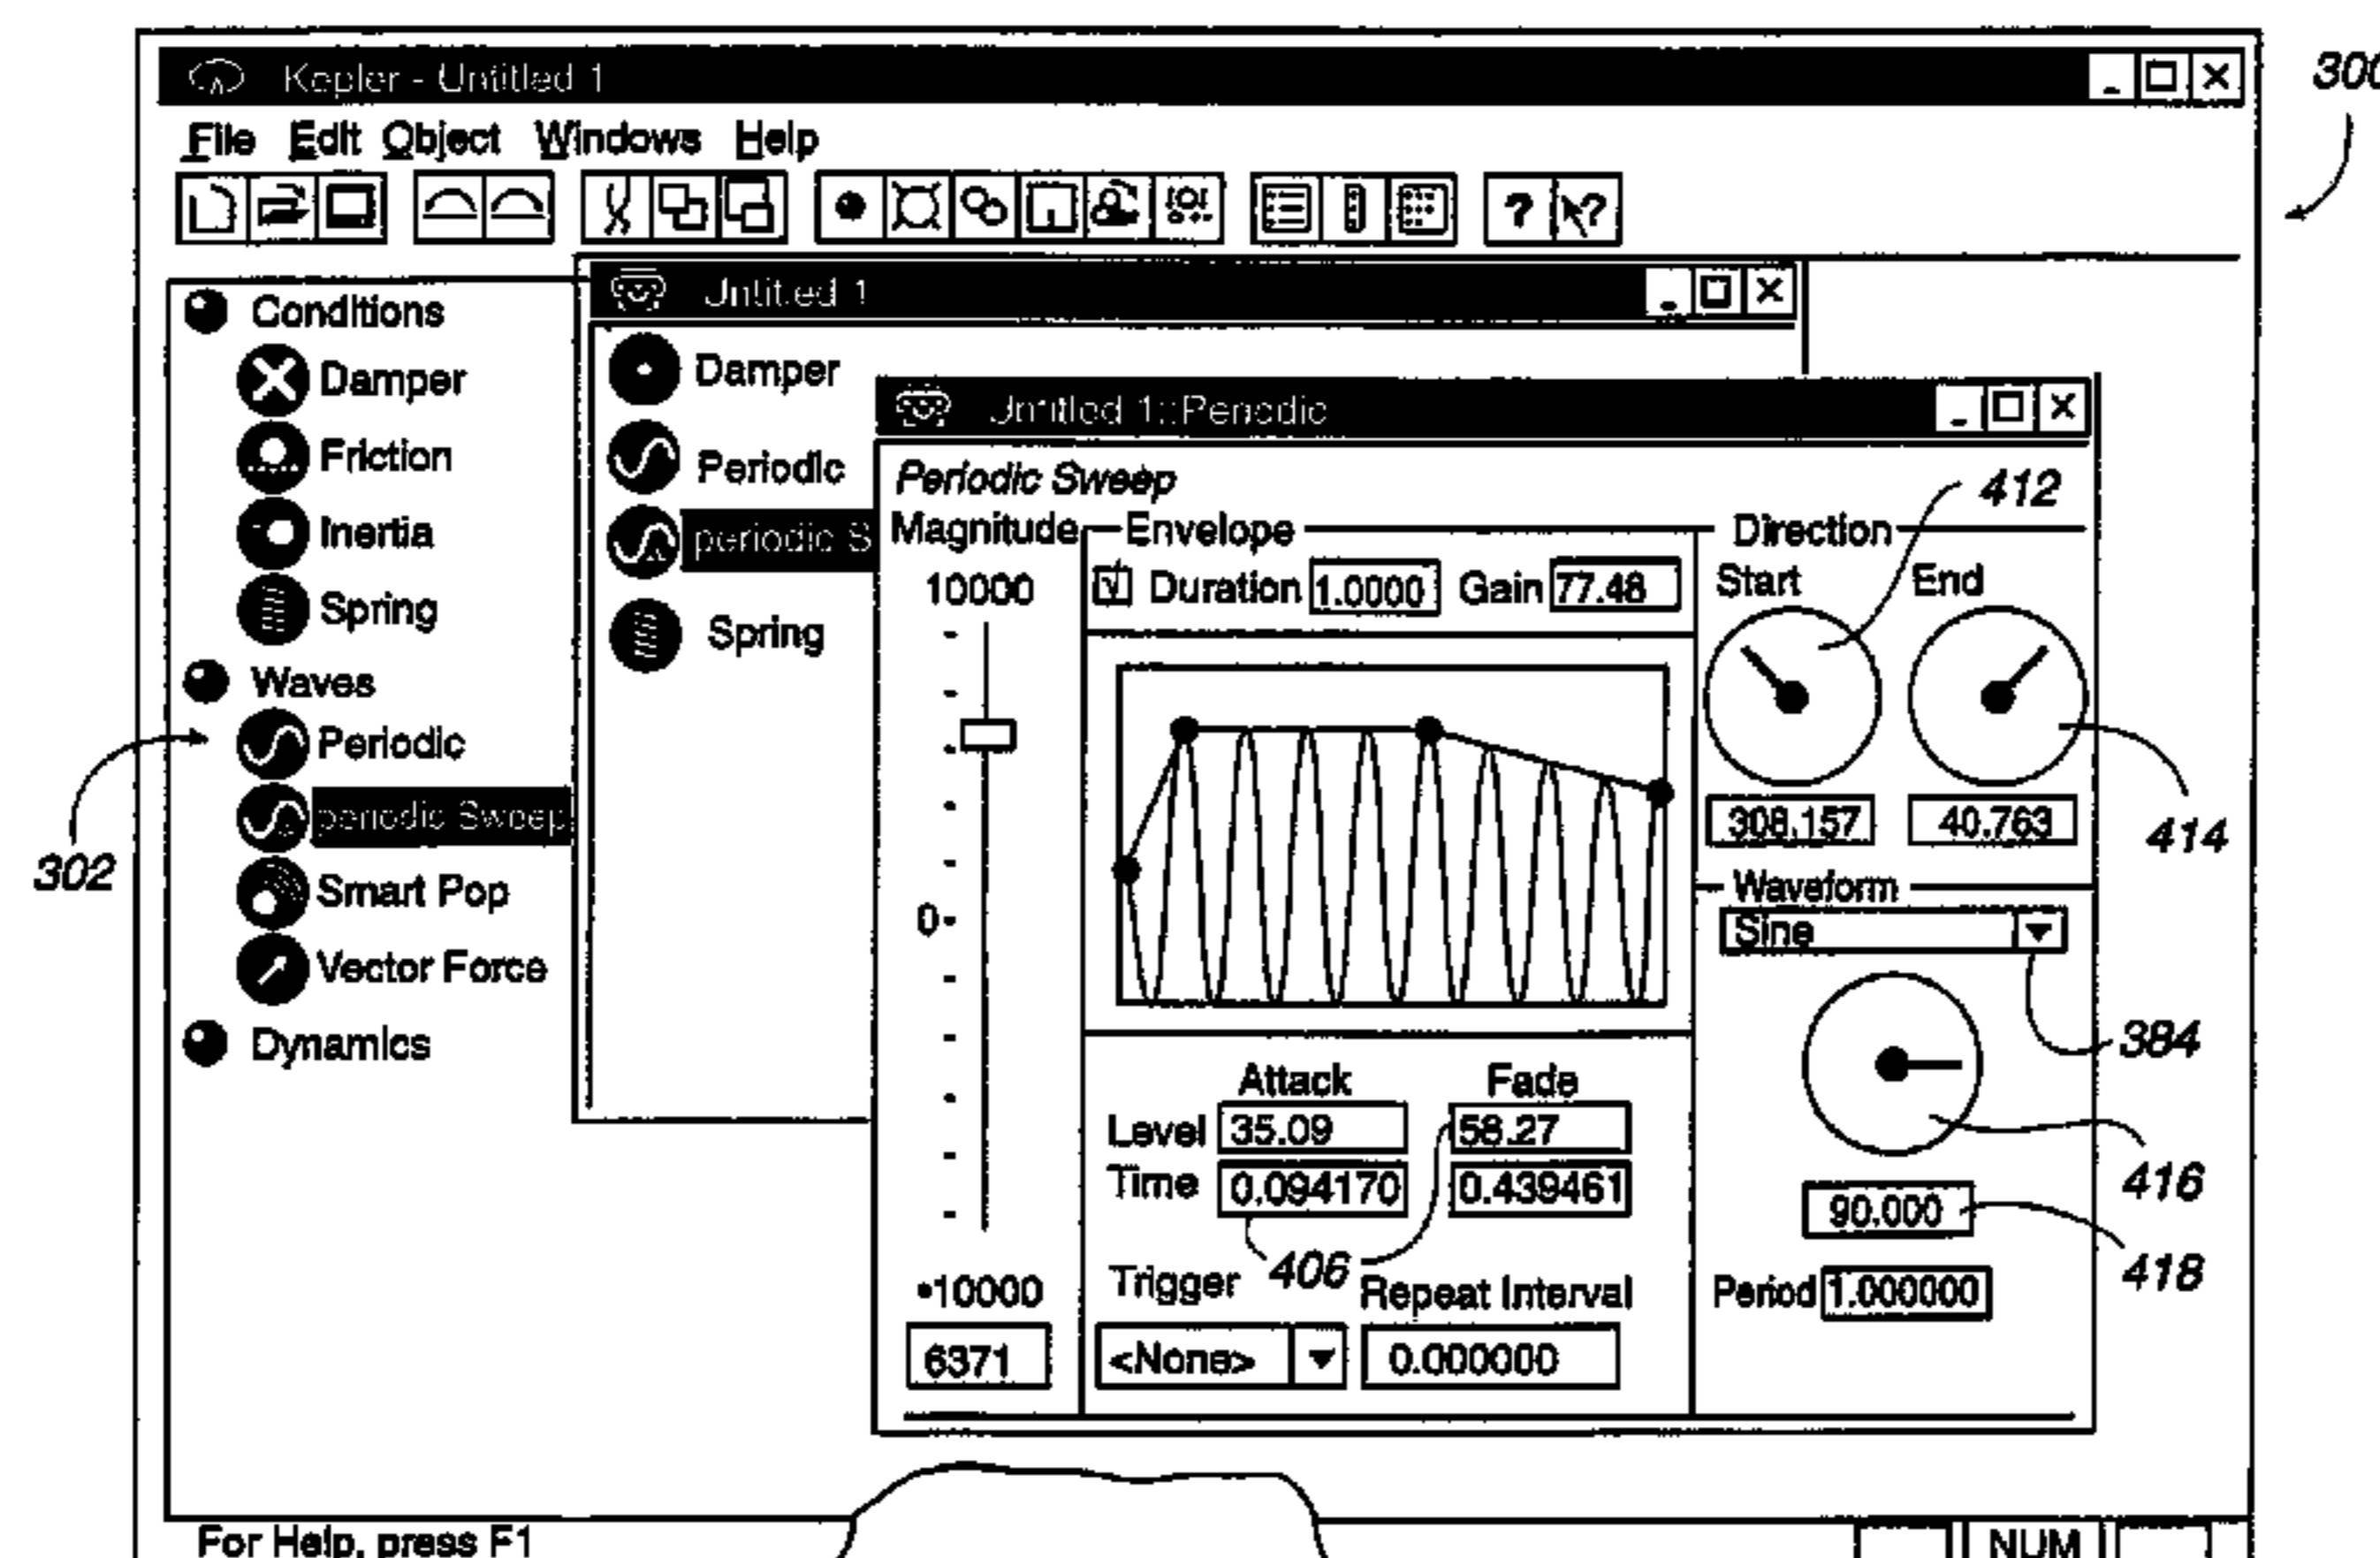 Kepler - Untitled 1
300
File Edit Object Windows Help
? ?
Conditions
Damper
Friction
Inertia
Spring
Waves
Periodic
periodic Sweep
Smart Pop
Vector Force
Dynamics
302
Untitled 1
Damper
Periodic
periodic S
Spring
Untitled 1::Periodic
Periodic Sweep
Magnitude
10000
0
•10000
6371
Envelope
√ Duration 1.0000 Gain 77.48
Attack Fade
Level 35.09 58.27
Time 0.094170 0.439461
406
Trigger Repeat Interval
<None> 0.000000
Direction
412
Start End
308.157 40.763
414
Waveform
Sine
384
416
90.000
418
Period 1.000000
For Help, press F1
NUM